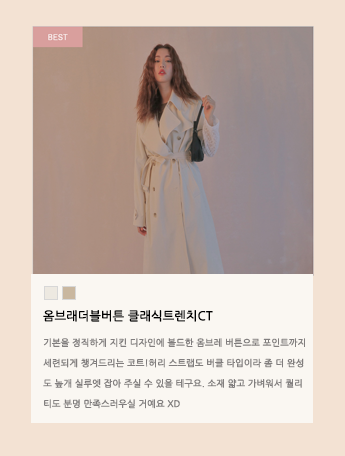 BEST
옴브래더블버튼 클래식트렌치CT
기본을 정직하게 지킨 디자인에 볼드한 옴브레 버튼으로 포인트까지
세련되게 챙겨드리는 코트!허리 스트랩도 버클 타입이라 좀 더 완성
도 높개 실루엣 잡아 주실 수 있을 테구요. 소재 얇고 가벼워서 퀄리
티도 분명 만족스러우실 거예요 XD